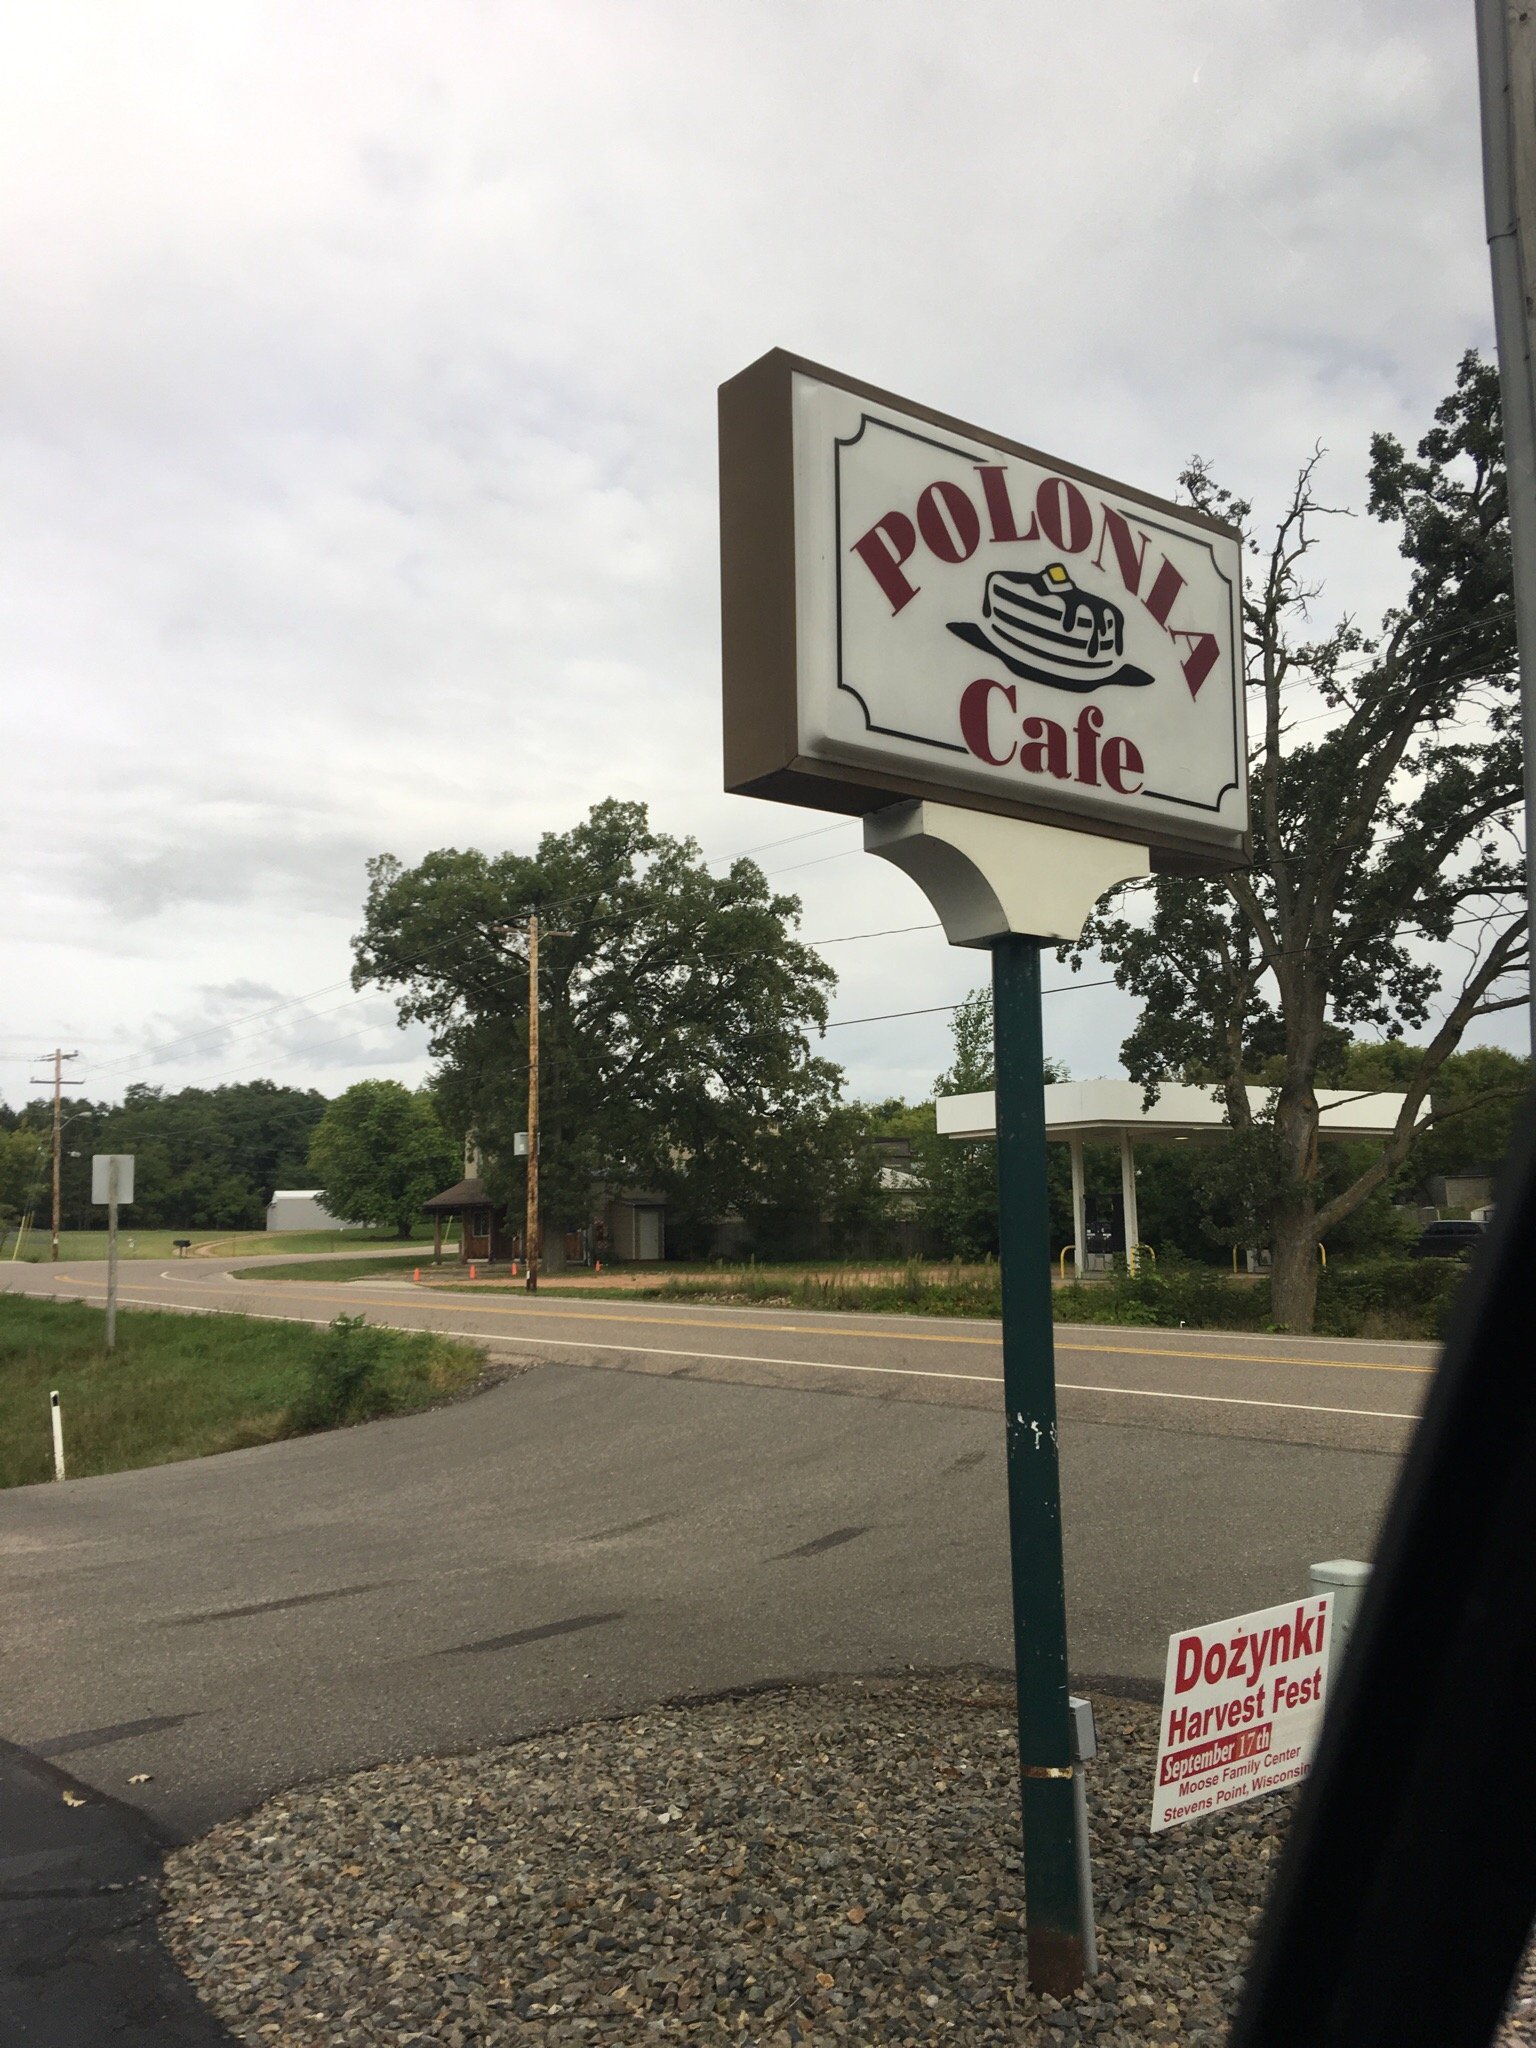 POLONIA
Cafe
Dożynki
Harvest Fest
September 17th
Moose Family Center
Stevens Point, Wisconsin